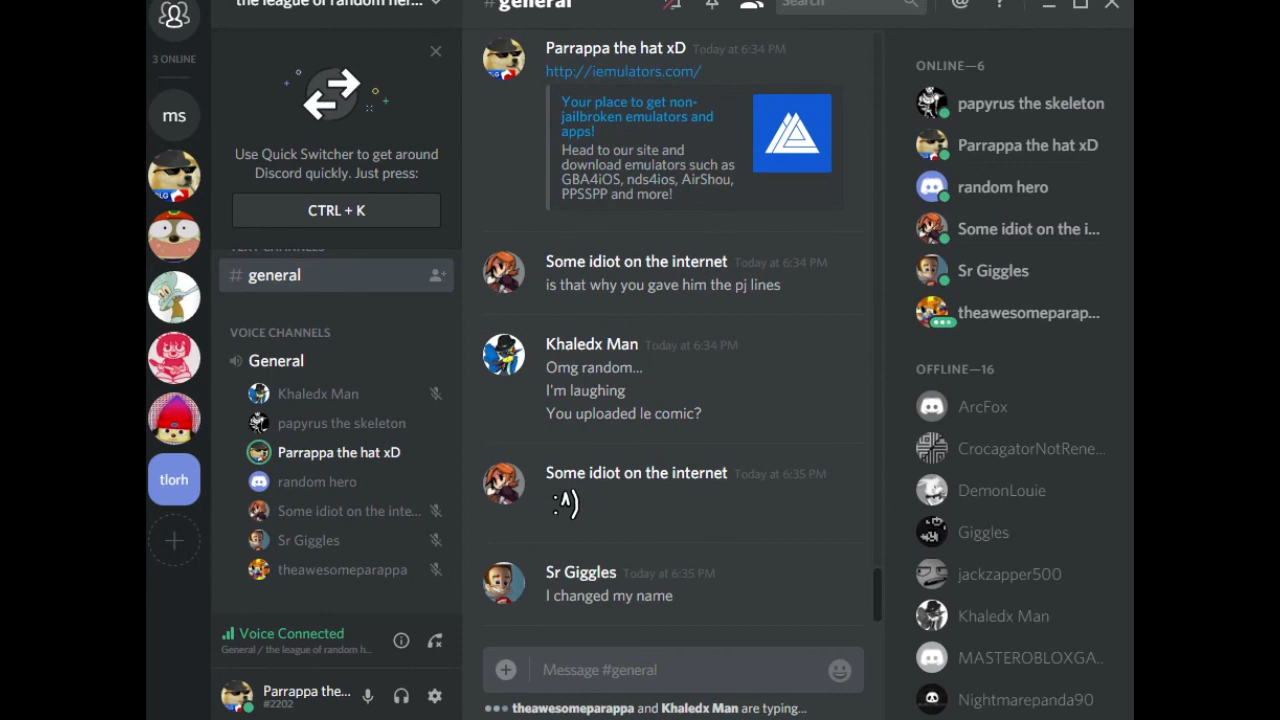 the league of random her...
3 ONLINE
ms
tlorh
Use Quick Switcher to get around
Discord quickly. Just press:
CTRL + K
TEXT CHANNELS
# general
VOICE CHANNELS
General
Khaledx Man
papyrus the skeleton
Parrappa the hat xD
random hero
Some idiot on the inte...
Sr Giggles
theawesomeparappa
Voice Connected
General / the league of random h...
Parrappa the...
#2202
#general
Search
Parrappa the hat xD Today at 6:34 PM
http://iemulators.com/
Your place to get non-
jailbroken emulators and
apps!
Head to our site and
download emulators such as
GBA4iOS, nds4ios, AirShou,
PPSSPP and more!
Some idiot on the internet Today at 6:34 PM
is that why you gave him the pj lines
Khaledx Man Today at 6:34 PM
Omg random...
I'm laughing
You uploaded le comic?
Some idiot on the internet Today at 6:35 PM
:^)
Sr Giggles Today at 6:35 PM
I changed my name
Message #general
theawesomeparappa and Khaledx Man are typing...
ONLINE—6
papyrus the skeleton
Parrappa the hat xD
random hero
Some idiot on the i...
Sr Giggles
theawesomeparap...
OFFLINE—16
ArcFox
CrocagatorNotRene...
DemonLouie
Giggles
jackzapper500
Khaledx Man
MASTEROBLOXGA..
Nightmarepanda90